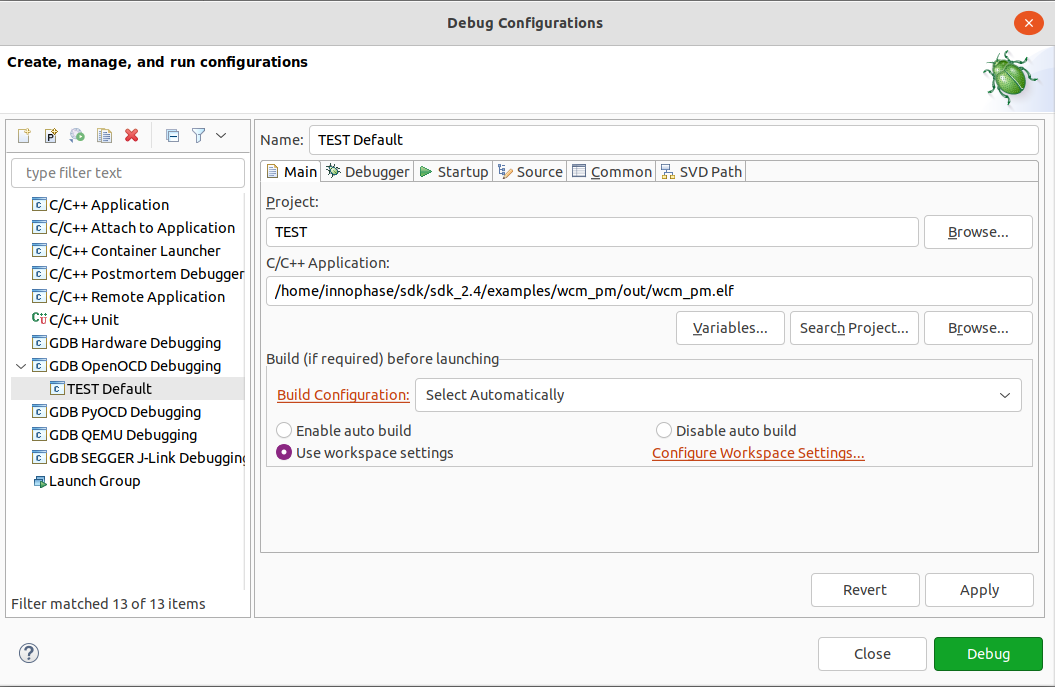 Debug Configurations
Create, manage, and run configurations
type filter text
C/C++ Application
C/C++ Attach to Application
C/C++ Container Launcher
C/C++ Postmortem Debugger
C/C++ Remote Application
C/C++ Unit
GDB Hardware Debugging
GDB OpenOCD Debugging
TEST Default
GDB PyOCD Debugging
GDB QEMU Debugging
GDB SEGGER J-Link Debugging
Launch Group
Filter matched 13 of 13 items
Name: TEST Default
Main Debugger Startup Source Common SVD Path
Project:
TEST Browse...
C/C++ Application:
/home/innophase/sdk/sdk_2.4/examples/wcm_pm/out/wcm_pm.elf
Variables... Search Project... Browse...
Build (if required) before launching
Build Configuration: Select Automatically
Enable auto build Disable auto build
Use workspace settings Configure Workspace Settings...
Revert Apply
? Close Debug